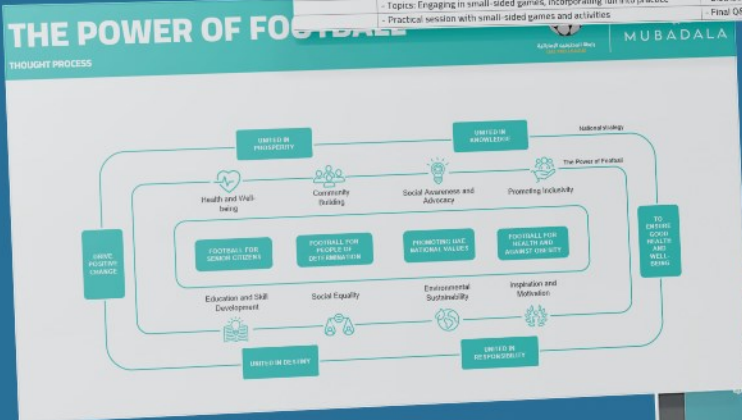 - Topics: Engaging in small-sided games, incorporating fun into practice
- Practical session with small-sided games and activities
- Final Q&
THE POWER OF FOOTBALL
THOUGHT PROCESS
MUBADALA
National strategy
UNITED IN
PROSPERITY
UNITED IN
KNOWLEDGE
The Power of Football
Health and Well-
being
Community
Building
Social Awareness and
Advocacy
Promoting Inclusivity
DRIVE
POSITIVE
CHANGE
FOOTBALL FOR
SENIOR CITIZENS
FOOTBALL FOR
PEOPLE OF
DETERMINATION
PROMOTING UAE
NATIONAL VALUES
FOOTBALL FOR
HEALTH AND
AGAINST OBESITY
TO
ENSURE
GOOD
HEALTH
AND
WELL-
BEING
Education and Skill
Development
Social Equality
Environmental
Sustainability
Inspiration and
Motivation
UNITED IN DESTINY
UNITED IN
RESPONSIBILITY